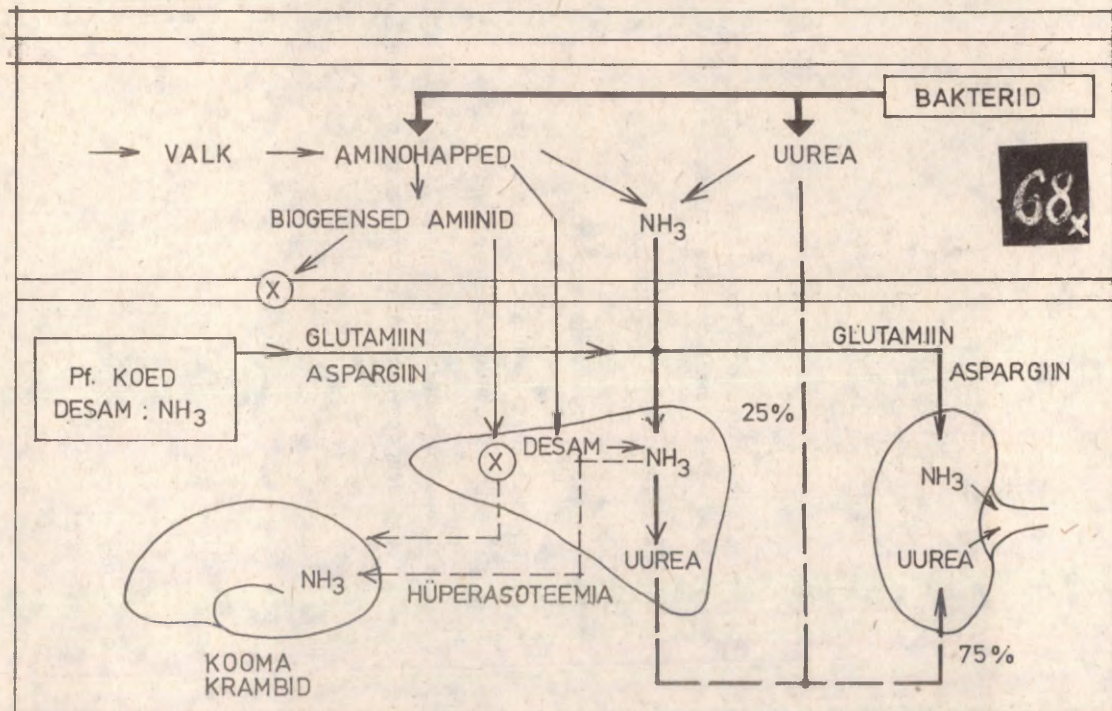 BAKTERID
VALK AMINOHAPPED UUREA
68x
BIOGEENSED AMIINID NH3
X
GLUTAMIIN GLUTAMIIN
ASPARGIIN ASPARGIIN
Pf. KOED
DESAM : NH3
25%
DESAM
X NH3 NH3
UUREA UUREA
NH3
HÜPERASOTEEMIA
75%
KOOMA
KRAMBID